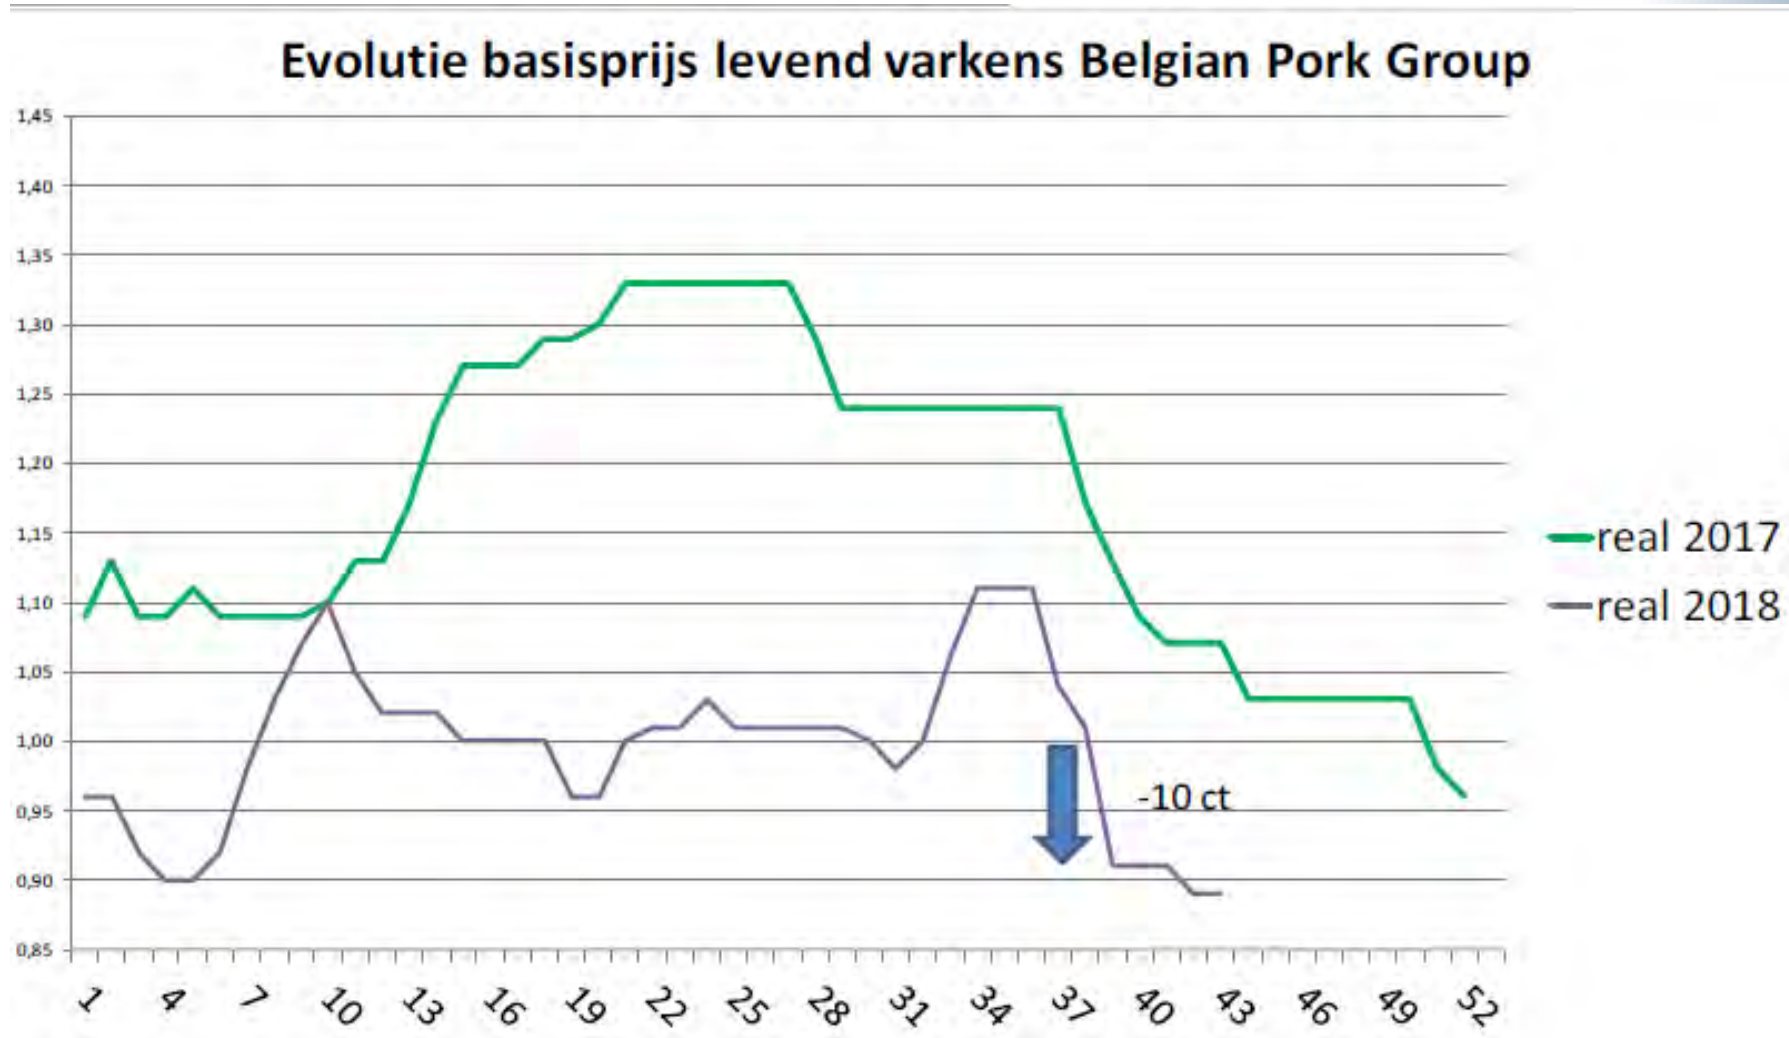 Evolutie basisprijs levend varkens Belgian Pork Group
1,45
1,40
1,35
1,30
1,25
1,20
1,15
1,10
1,05
1,00
0,95
0,90
0,85
real 2017
real 2018
-10 ct
1 4 7 10 13 16 19 22 25 28 31 34 37 40 43 46 49 52